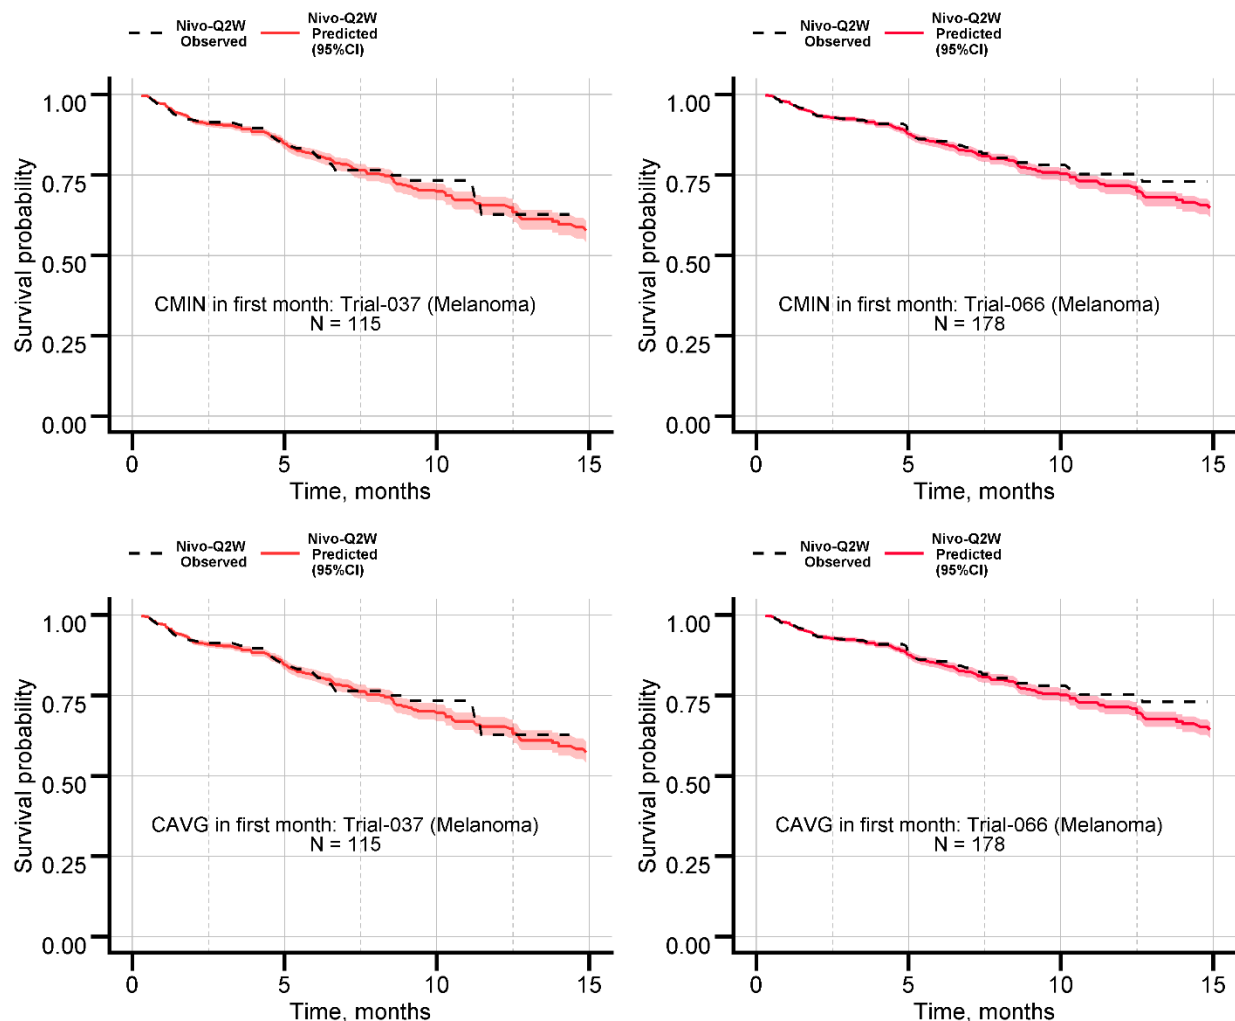 Nivo-Q2W
Observed
Nivo-Q2W
Predicted
(95%CI)
Survival probability
1.00
0.75
0.50
0.25
0.00
CMIN in first month: Trial-037 (Melanoma)
N = 115
0
5
10
15
Time, months
Nivo-Q2W
Observed
Nivo-Q2W
Predicted
(95%CI)
Survival probability
1.00
0.75
0.50
0.25
0.00
CMIN in first month: Trial-066 (Melanoma)
N = 178
0
5
10
15
Time, months
Nivo-Q2W
Observed
Nivo-Q2W
Predicted
(95%CI)
Survival probability
1.00
0.75
0.50
0.25
0.00
CAVG in first month: Trial-037 (Melanoma)
N = 115
0
5
10
15
Time, months
Nivo-Q2W
Observed
Nivo-Q2W
Predicted
(95%CI)
Survival probability
1.00
0.75
0.50
0.25
0.00
CAVG in first month: Trial-066 (Melanoma)
N = 178
0
5
10
15
Time, months